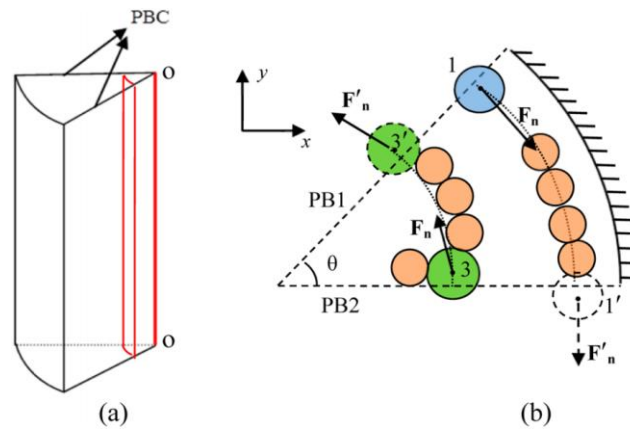 PBC
O
O
(a)
y
x
1
F'n
Fn
3'
PB1
Fn
3
θ
PB2
1'
F'n
(b)